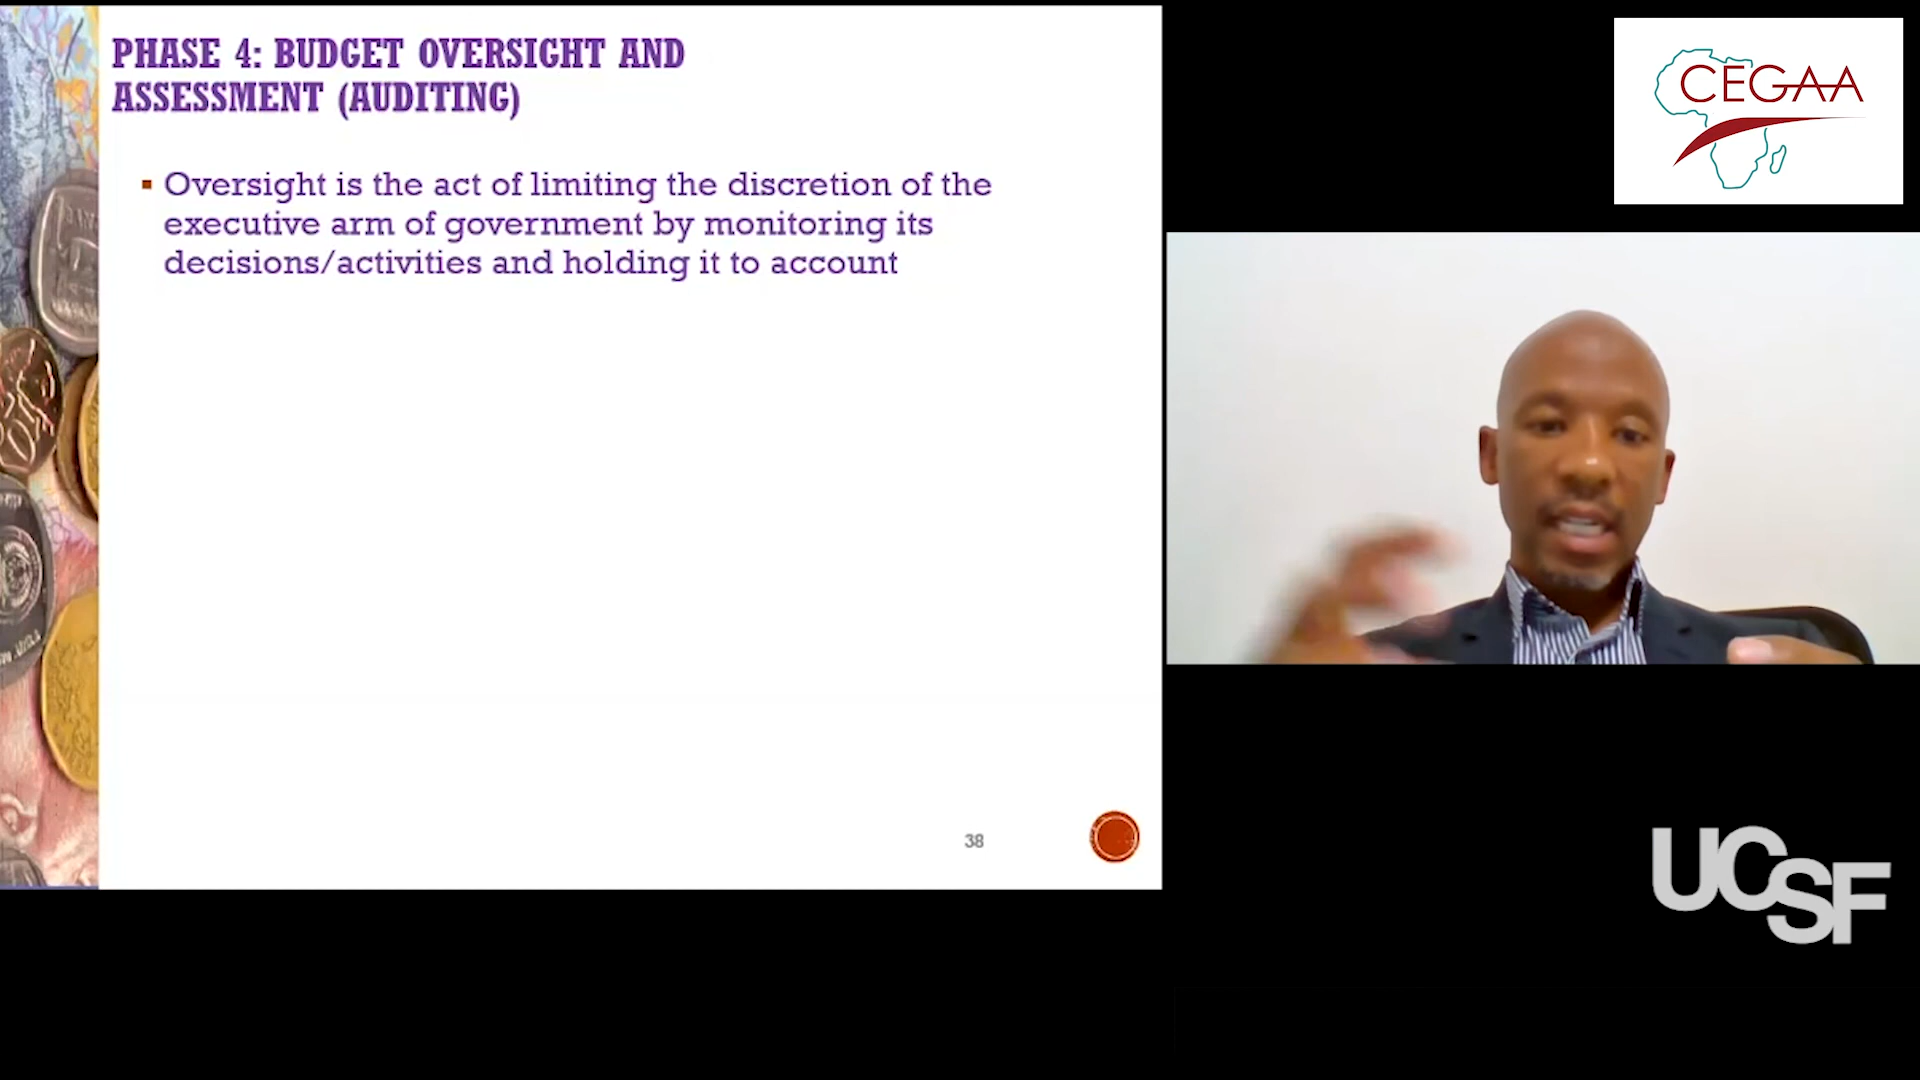 PHASE 4: BUDGET OVERSIGHT AND
ASSESSMENT (AUDITING)
▪ Oversight is the act of limiting the discretion of the
executive arm of government by monitoring its
decisions/activities and holding it to account
38
CEGAA
UCSF